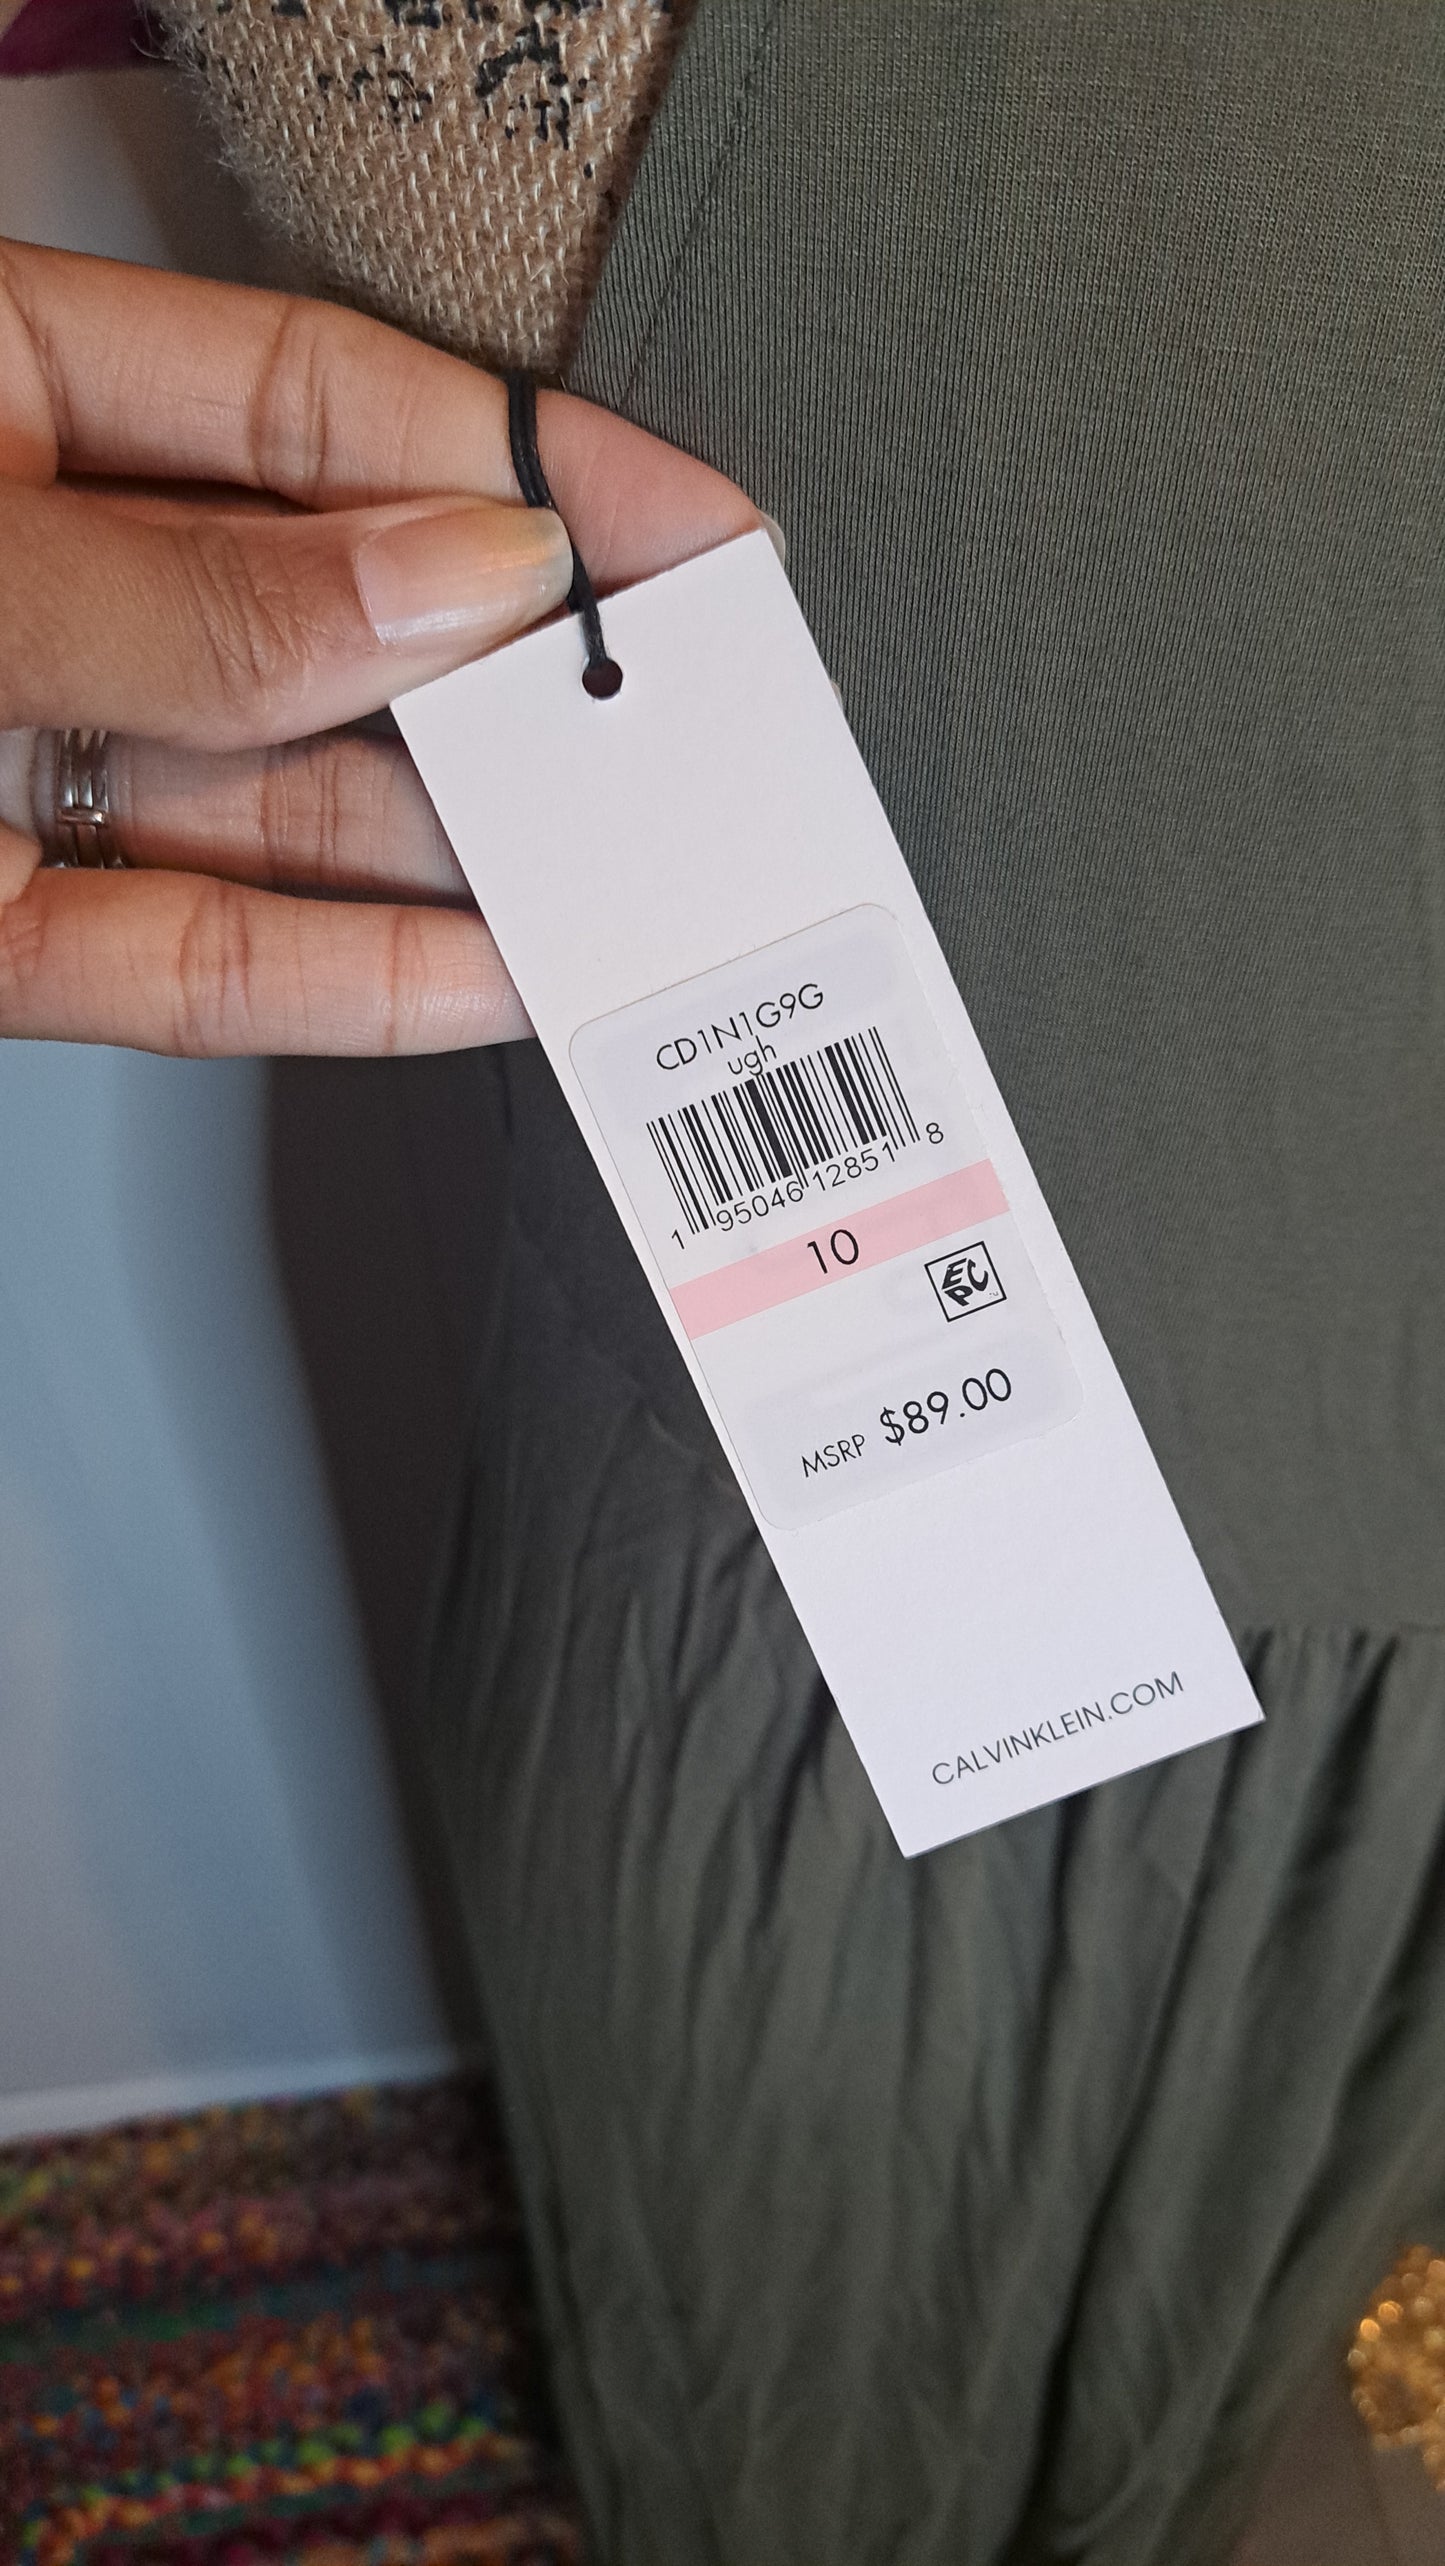 CD1N1G9G
ugh
1 95046 12851 8
10
EPC
MSRP $89.00
CALVINKLEIN.COM